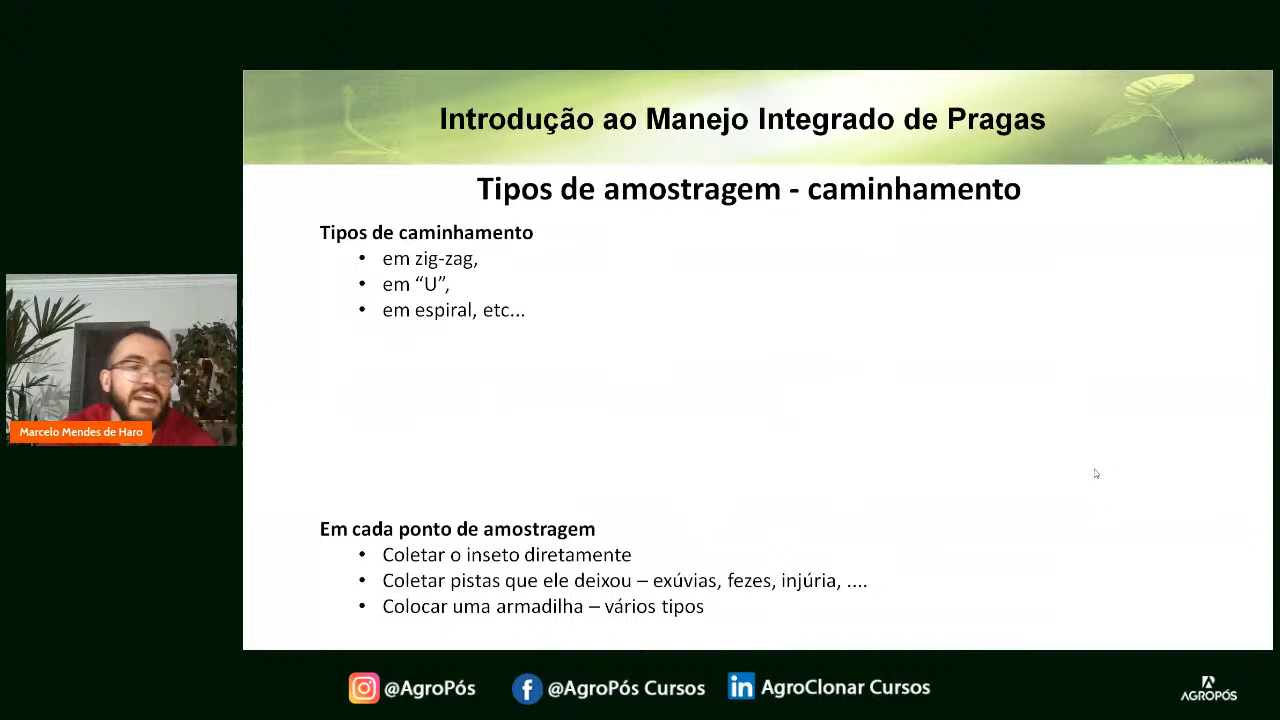 Introdução ao Manejo Integrado de Pragas
Tipos de amostragem - caminhamento
Tipos de caminhamento
• em zig-zag,
• em “U”,
• em espiral, etc...
Marcelo Mendes de Haro
Em cada ponto de amostragem
• Coletar o inseto diretamente
• Coletar pistas que ele deixou – exúvias, fezes, injúria, ....
• Colocar uma armadilha – vários tipos
@AgroPós
@AgroPós Cursos
AgroClonar Cursos
AGROPÓS